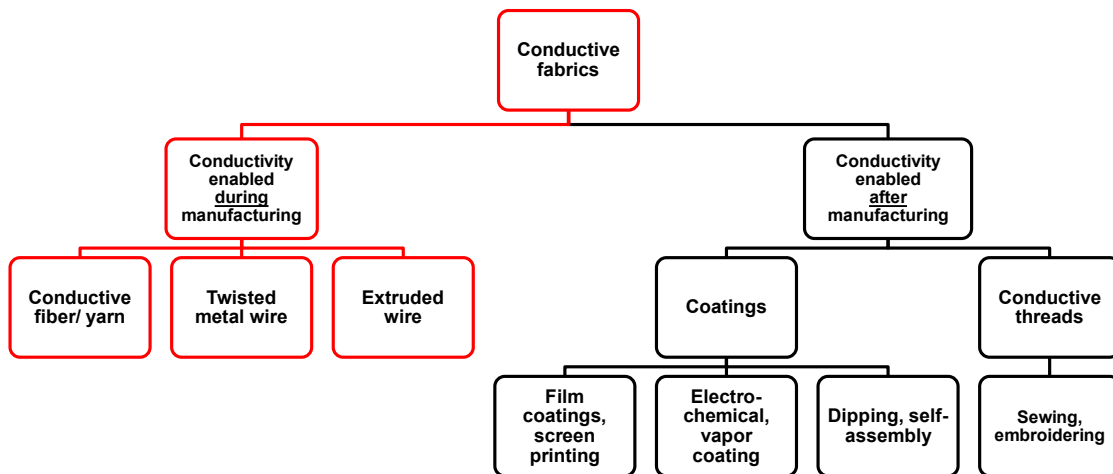 Conductive
fabrics
Conductivity
enabled
during
manufacturing
Conductivity
enabled
after
manufacturing
Conductive
fiber/ yarn
Twisted
metal wire
Extruded
wire
Coatings
Conductive
threads
Film
coatings,
screen
printing
Electro-
chemical,
vapor
coating
Dipping, self-
assembly
Sewing,
embroidering